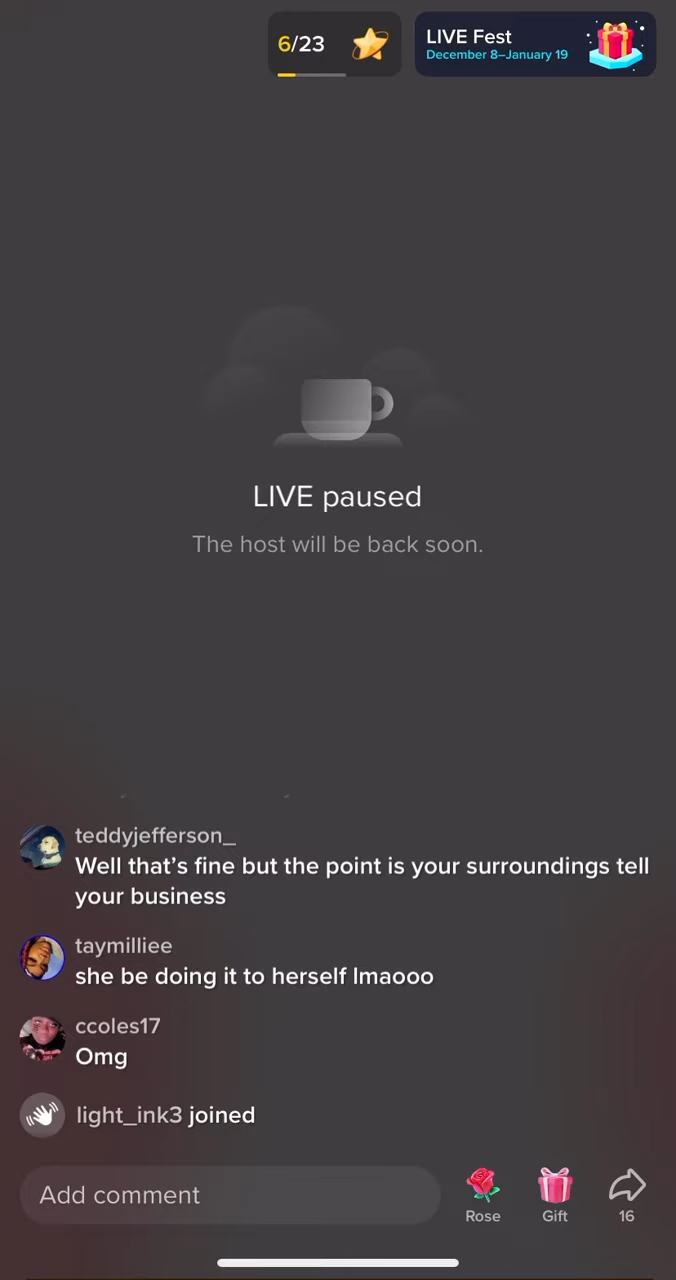 6/23
LIVE Fest
December 8–January 19
LIVE paused
The host will be back soon.
teddyjefferson_
Well that’s fine but the point is your surroundings tell
your business
taymilliee
she be doing it to herself lmaooo
ccoles17
Omg
light_ink3 joined
Add comment
Rose
Gift
16